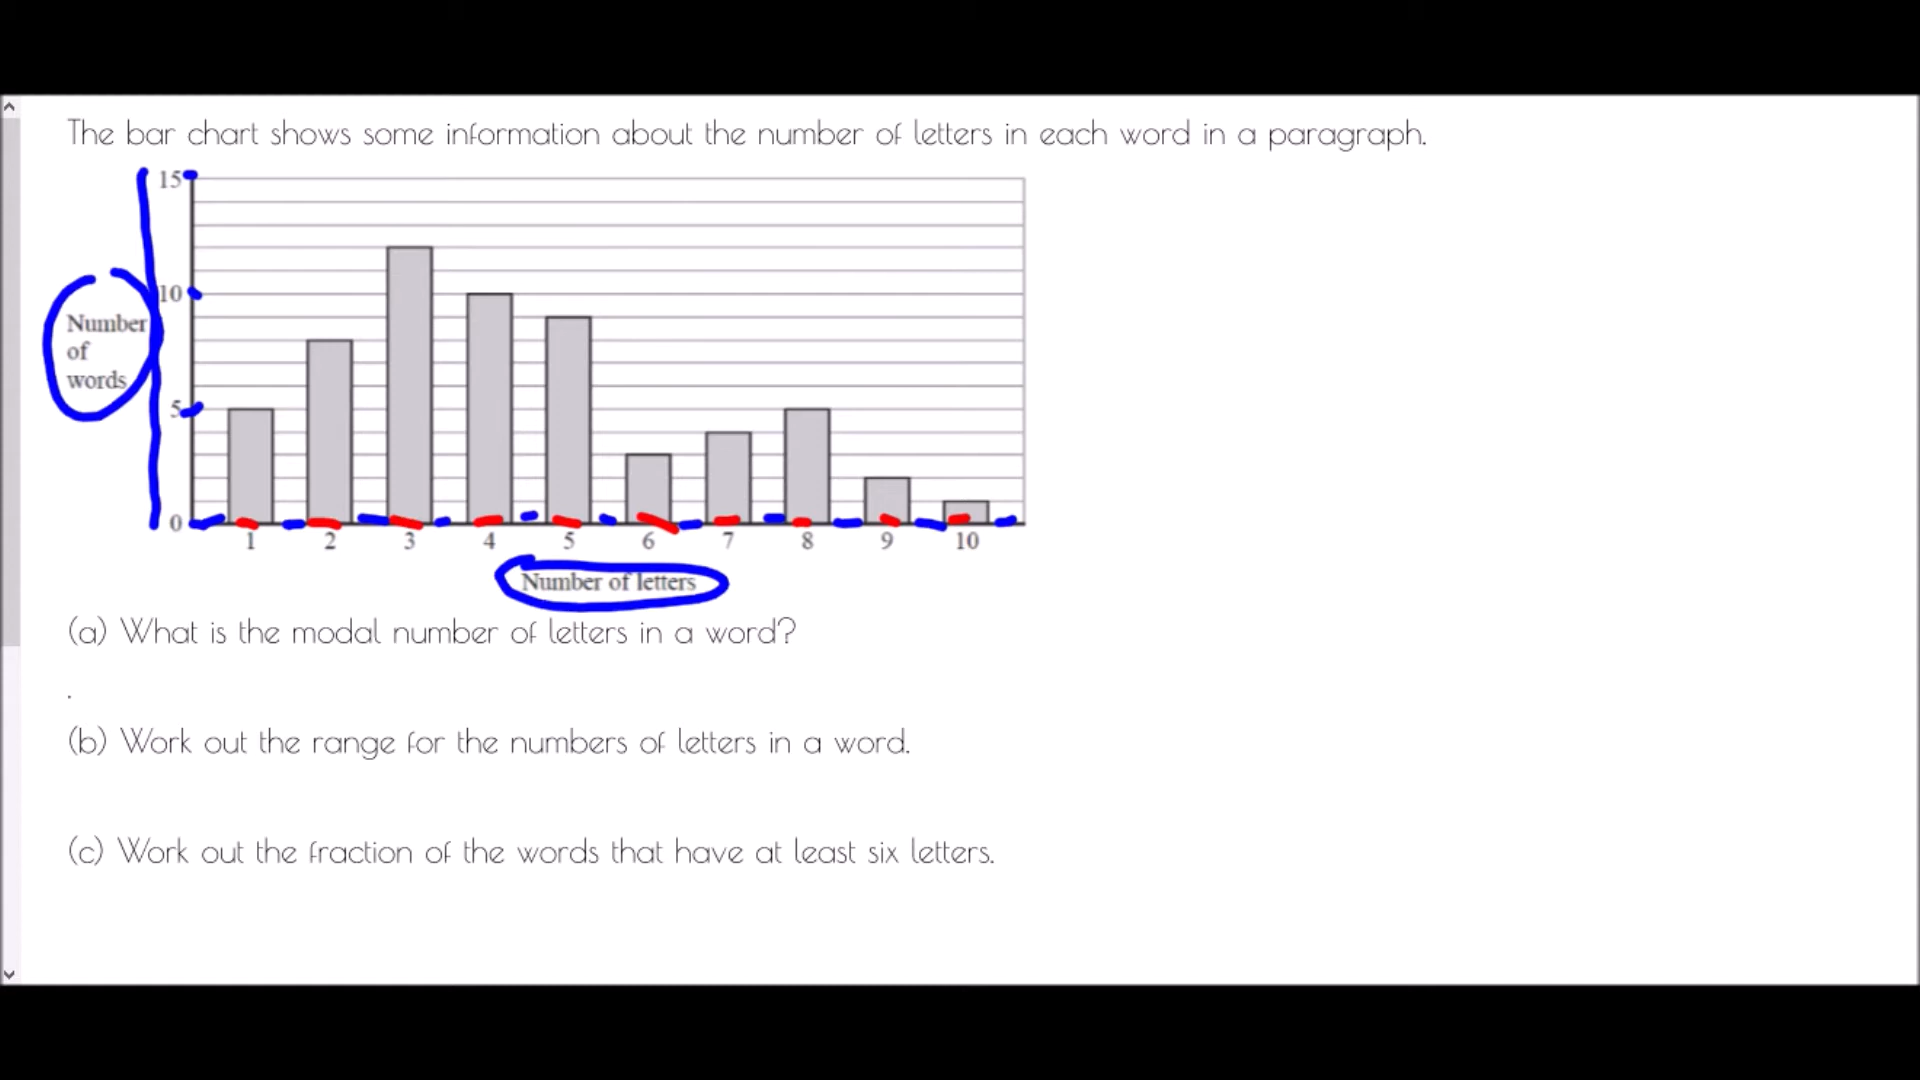 The bar chart shows some information about the number of letters in each word in a paragraph.
15
10
Number
of
words
5
0
1 2 3 4 5 6 7 8 9 10
Number of letters
(a) What is the modal number of letters in a word?
.
(b) Work out the range for the numbers of letters in a word.
(c) Work out the fraction of the words that have at least six letters.